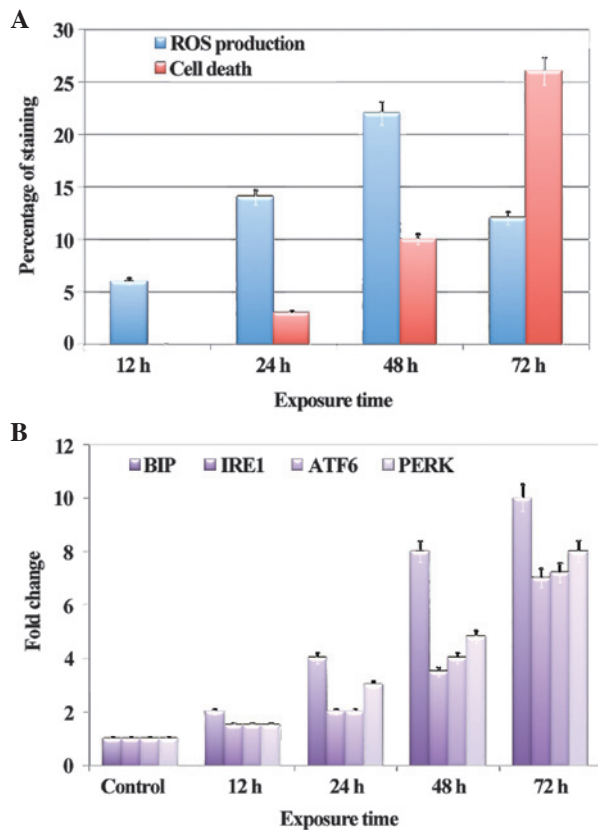 A
30
25
20
15
10
5
0
ROS production
Cell death
Percentage of staining
12 h 24 h 48 h 72 h
Exposure time
B
12
10
8
6
4
2
0
BIP IRE1 ATF6 PERK
Fold change
Control 12 h 24 h 48 h 72 h
Exposure time